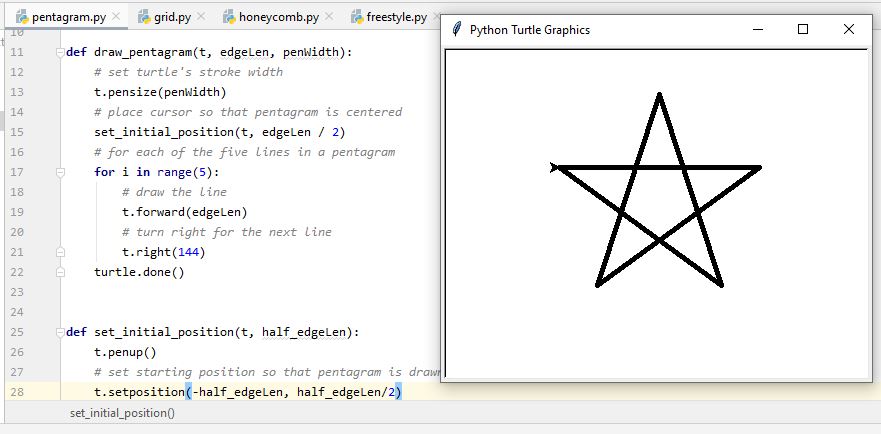 pentagram.py × grid.py × honeycomb.py × freestyle.py
10
11 def draw_pentagram(t, edgeLen, penWidth):
12     # set turtle's stroke width
13     t.pensize(penWidth)
14     # place cursor so that pentagram is centered
15     set_initial_position(t, edgeLen / 2)
16     # for each of the five lines in a pentagram
17     for i in range(5):
18         # draw the line
19         t.forward(edgeLen)
20         # turn right for the next line
21         t.right(144)
22     turtle.done()
23
24
25 def set_initial_position(t, half_edgeLen):
26     t.penup()
27     # set starting position so that pentagram is drawn
28     t.setposition(-half_edgeLen, half_edgeLen/2)
set_initial_position()
Python Turtle Graphics